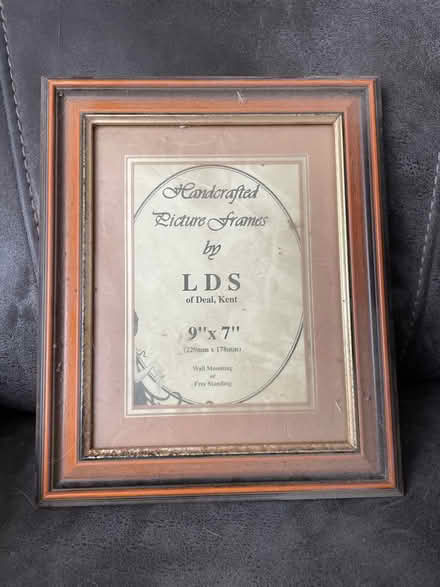 Handcrafted
Picture Frames
by
LDS
of Deal, Kent
9"x 7"
(229mm x 178mm)
Wall Mounting
or
Free Standing